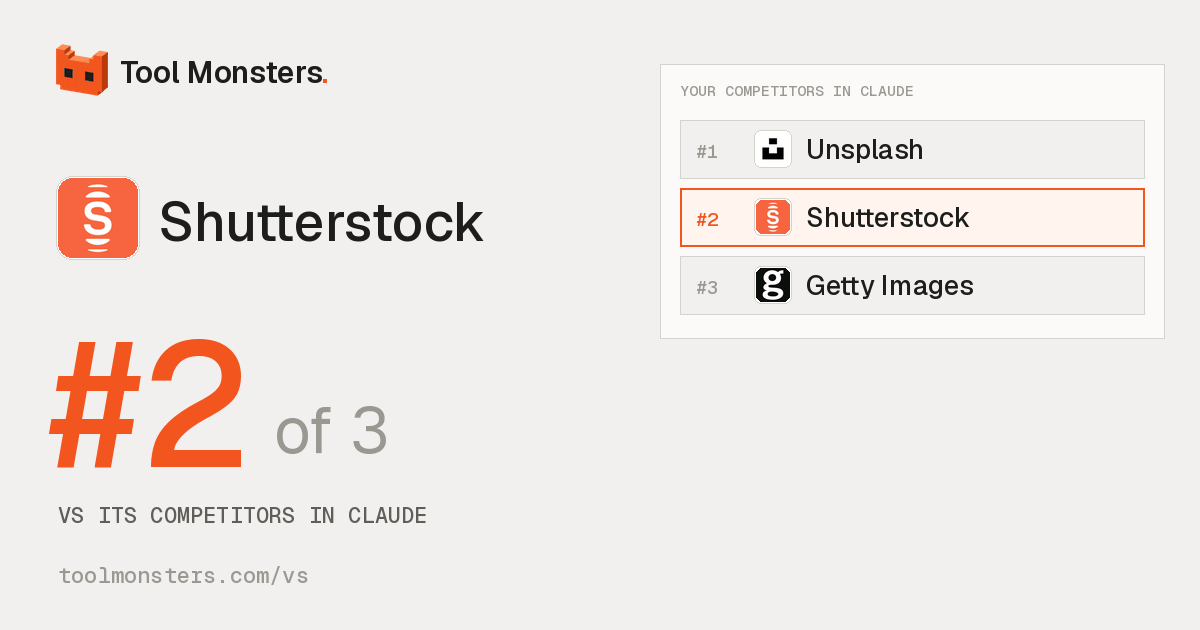 Tool Monsters.
Shutterstock
#2 of 3
VS ITS COMPETITORS IN CLAUDE
toolmonsters.com/vs
YOUR COMPETITORS IN CLAUDE
#1 Unsplash
#2 S Shutterstock
#3 g Getty Images